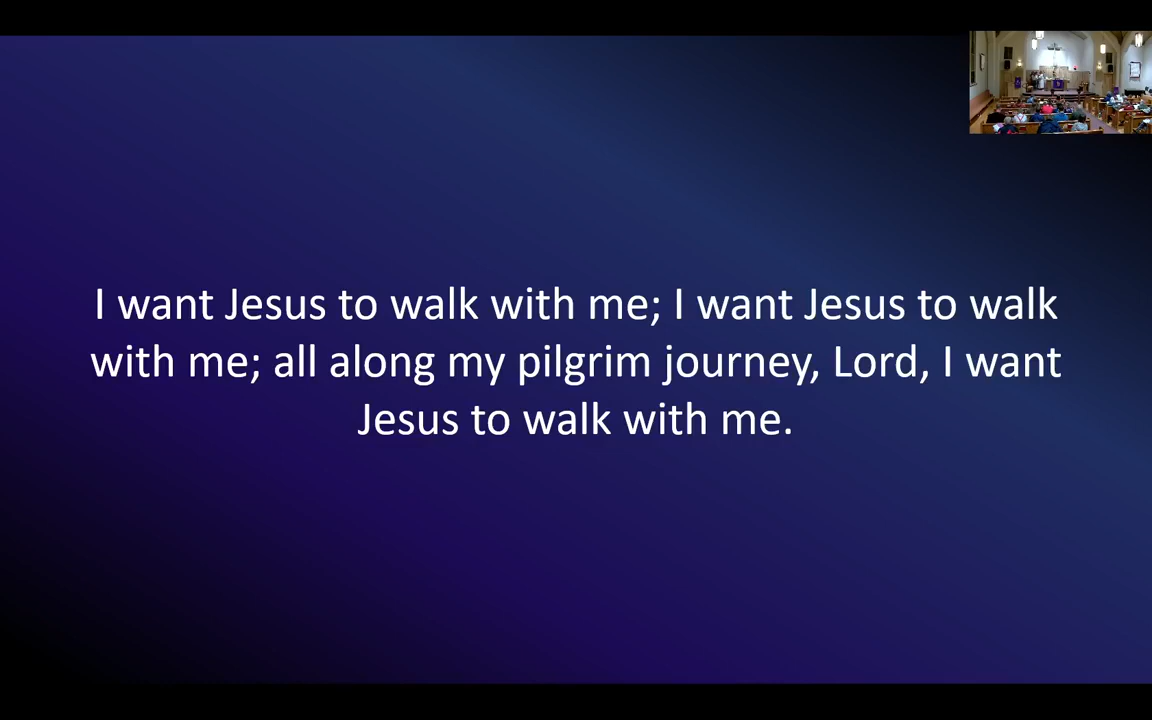 I want Jesus to walk with me; I want Jesus to walk
with me; all along my pilgrim journey, Lord, I want
Jesus to walk with me.